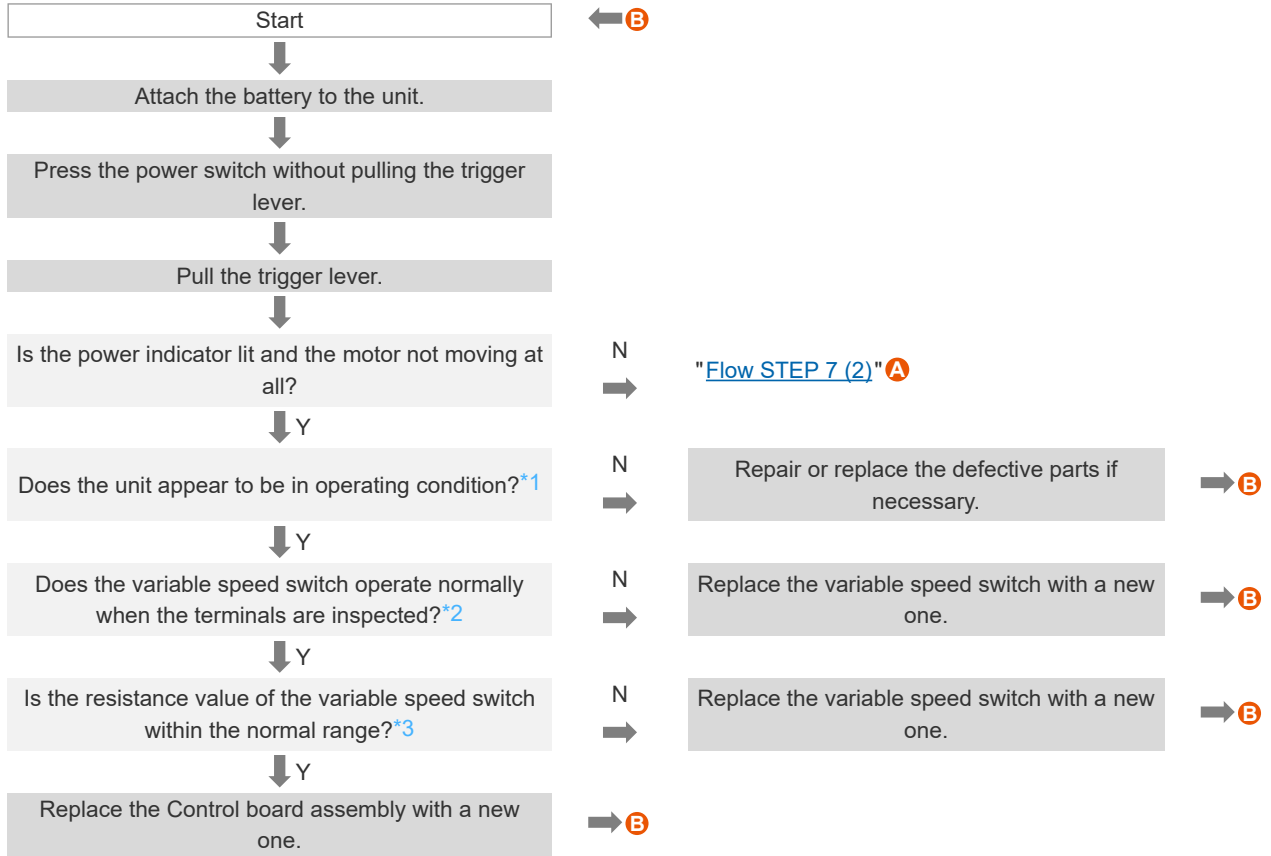 Start
B
Attach the battery to the unit.
Press the power switch without pulling the trigger
lever.
Pull the trigger lever.
Is the power indicator lit and the motor not moving at
all?
N
"Flow STEP 7 (2)" A
Y
Does the unit appear to be in operating condition?*1
N
Repair or replace the defective parts if
necessary.
B
Y
Does the variable speed switch operate normally
when the terminals are inspected?*2
N
Replace the variable speed switch with a new
one.
B
Y
Is the resistance value of the variable speed switch
within the normal range?*3
N
Replace the variable speed switch with a new
one.
B
Y
Replace the Control board assembly with a new
one.
B